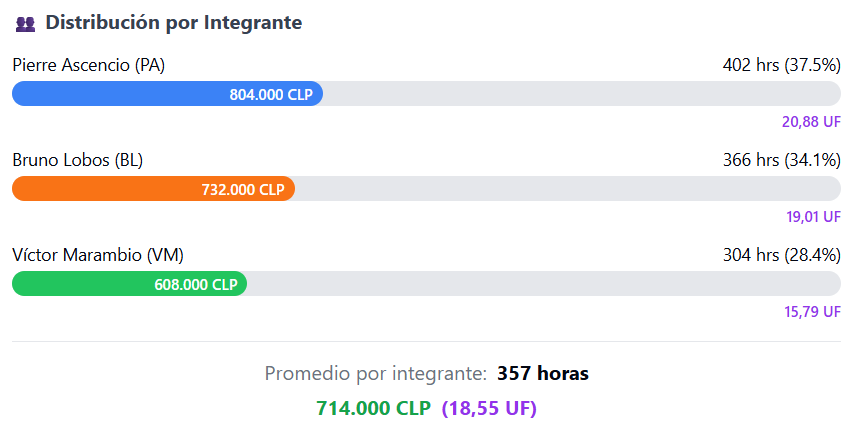 Distribución por Integrante
Pierre Ascencio (PA) 402 hrs (37.5%)
804.000 CLP
20,88 UF
Bruno Lobos (BL) 366 hrs (34.1%)
732.000 CLP
19,01 UF
Víctor Marambio (VM) 304 hrs (28.4%)
608.000 CLP
15,79 UF
Promedio por integrante: 357 horas
714.000 CLP (18,55 UF)